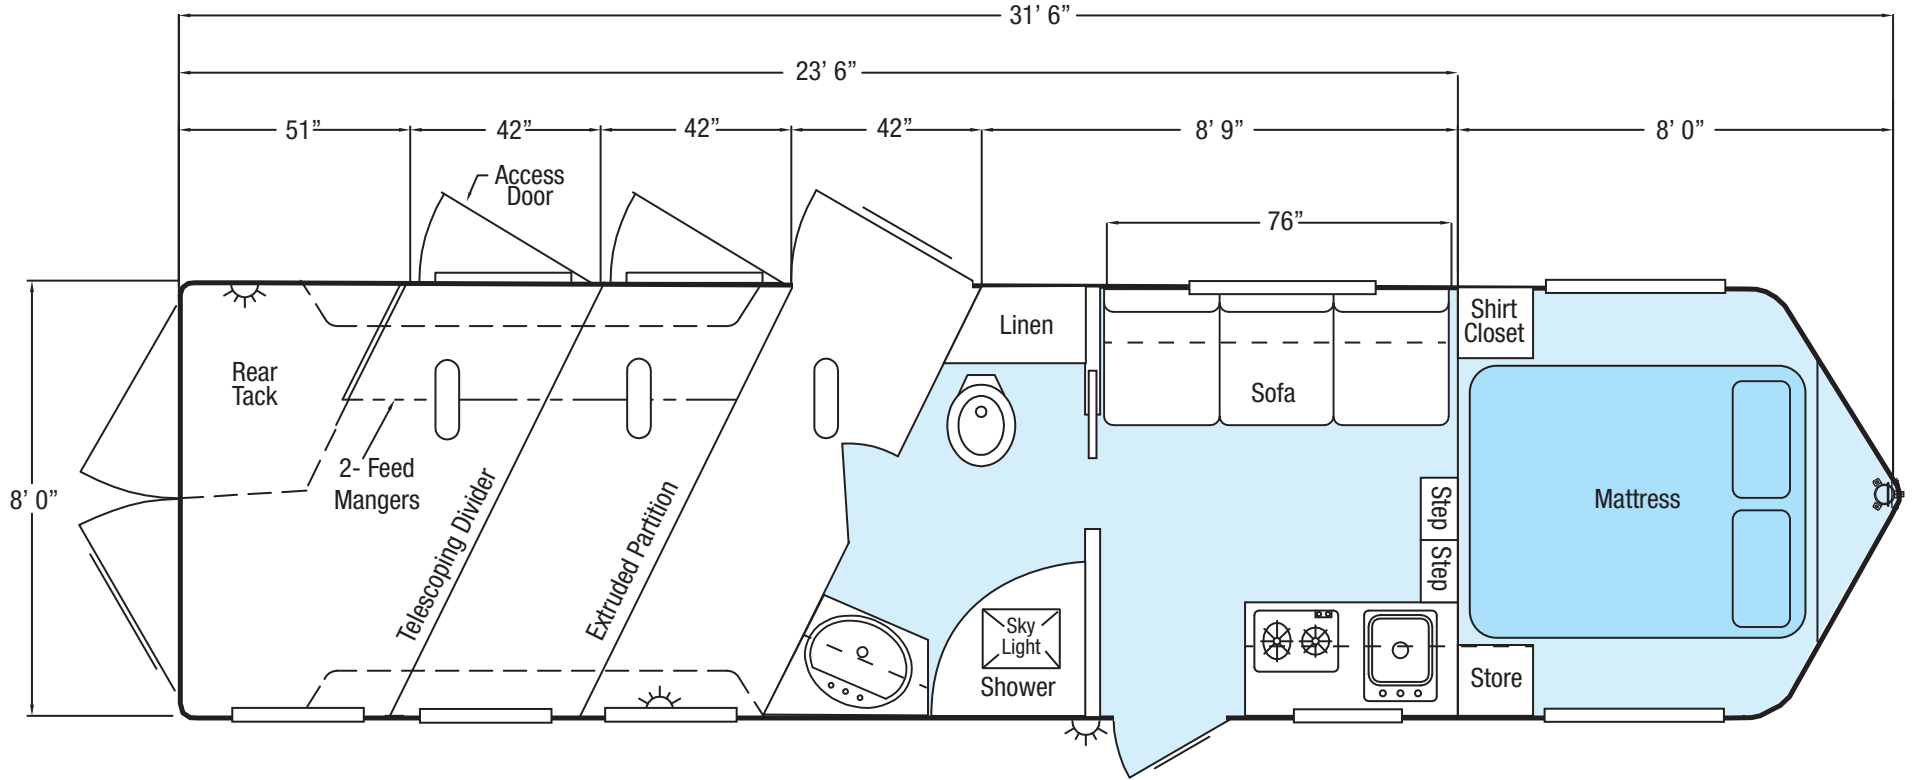 31’ 6”
23’ 6”
51”
42”
42”
42”
8’ 9”
8’ 0”
Access
Door
76”
Linen
Shirt
Closet
Rear
Tack
Sofa
2- Feed
Mangers
8’ 0”
Telescoping Divider
Extruded Partition
Step
Step
Mattress
Sky
Light
Shower
Store